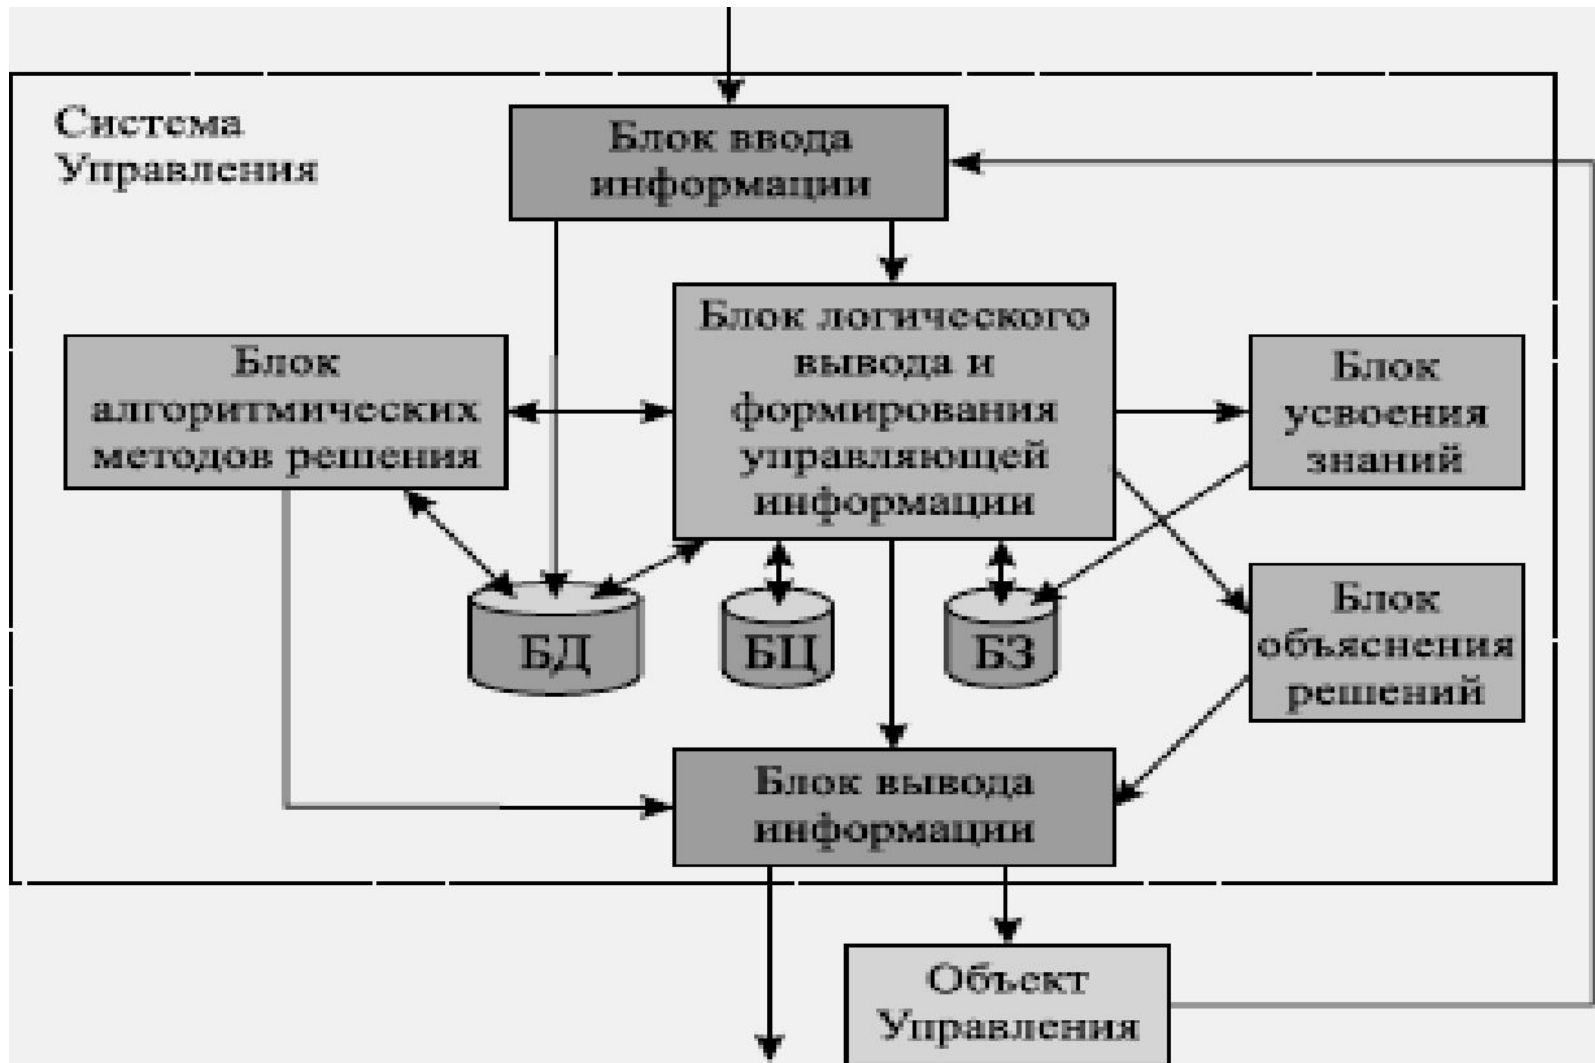 Система
Управления
Блок ввода
информации
Блок
алгоритмических
методов решения
Блок логического
вывода и
формирования
управляющей
информации
Блок
усвоения
знаний
БД
БЦ
БЗ
Блок
объяснения
решений
Блок вывода
информации
Объект
Управления